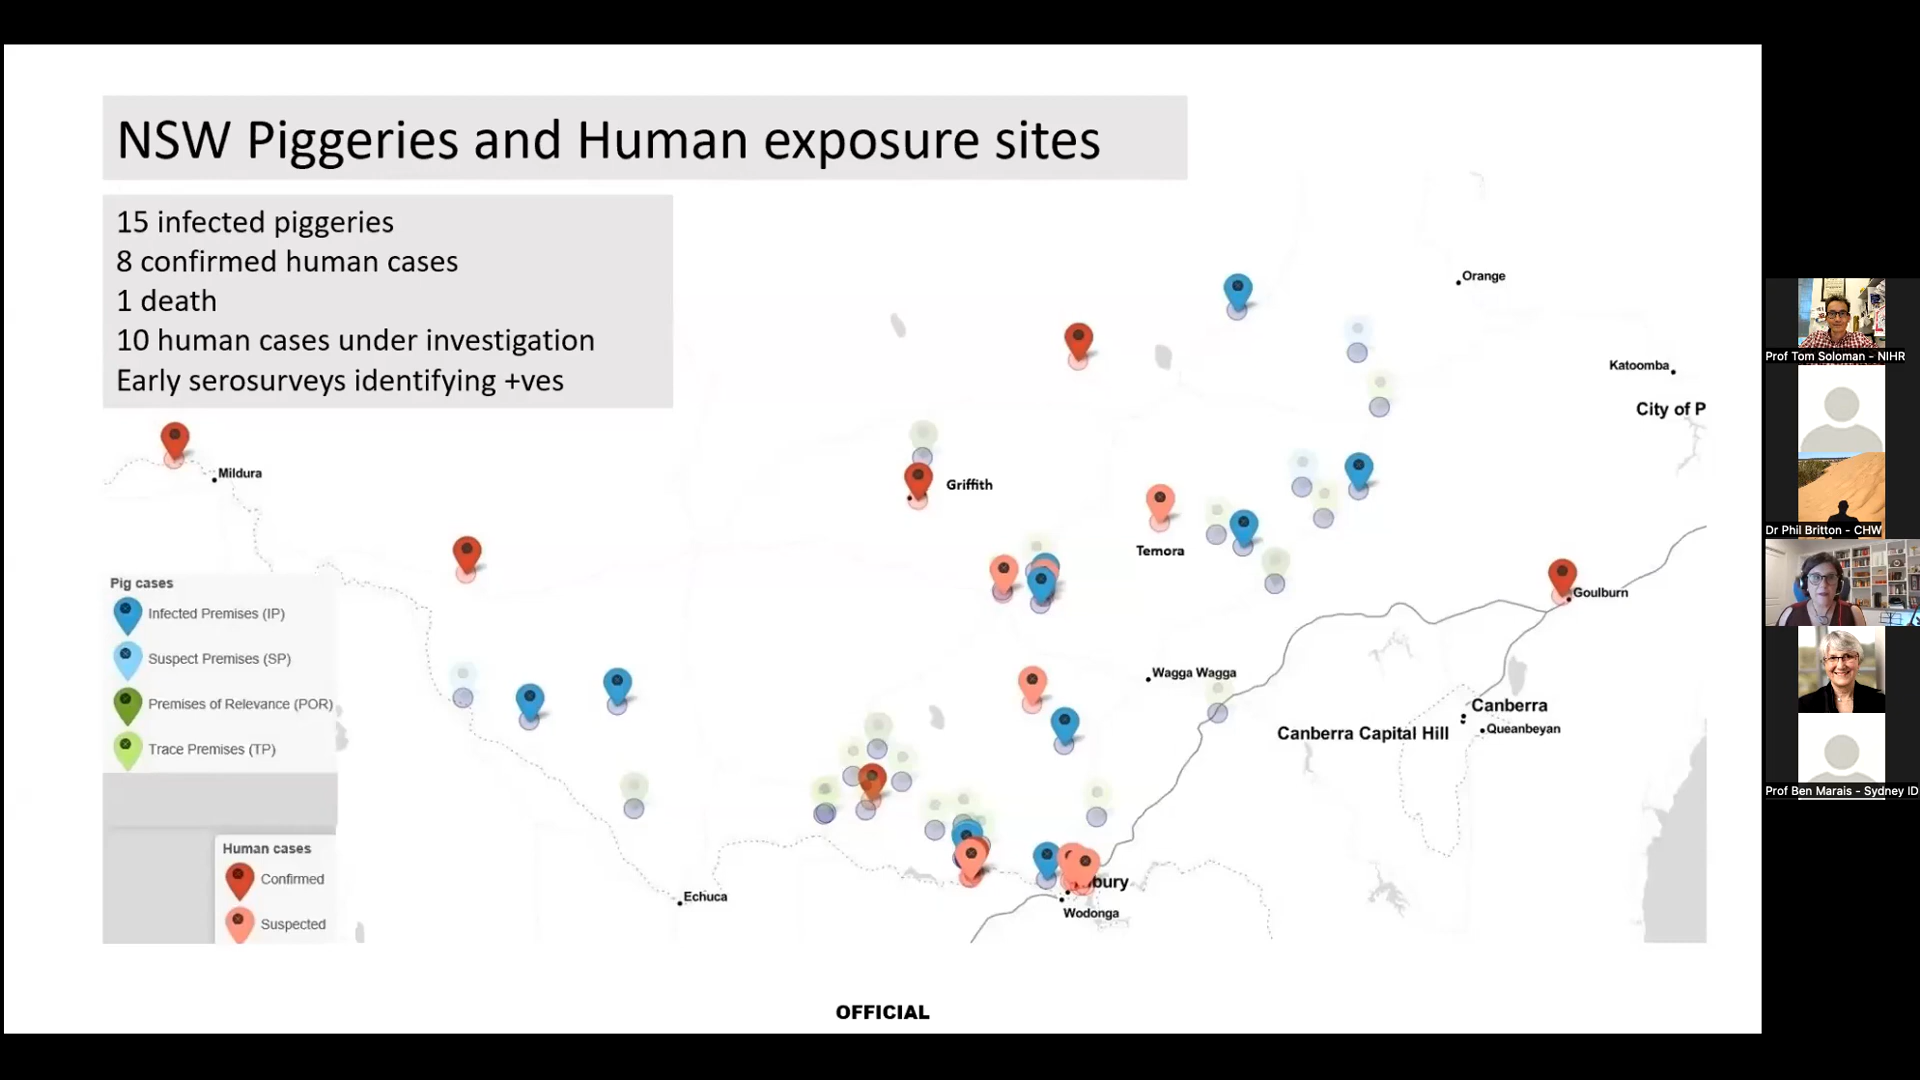 NSW Piggeries and Human exposure sites
15 infected piggeries
8 confirmed human cases
1 death
10 human cases under investigation
Early serosurveys identifying +ves
Orange
Katoomba
City of P
Mildura
Griffith
Temora
Goulburn
Wagga Wagga
Canberra
Canberra Capital Hill
Queanbeyan
Echuca
bury
Wodonga
Pig cases
Infected Premises (IP)
Suspect Premises (SP)
Premises of Relevance (POR)
Trace Premises (TP)
Human cases
Confirmed
Suspected
OFFICIAL
Prof Tom Soloman - NIHR
Dr Phil Britton - CHW
Prof Ben Marais - Sydney ID